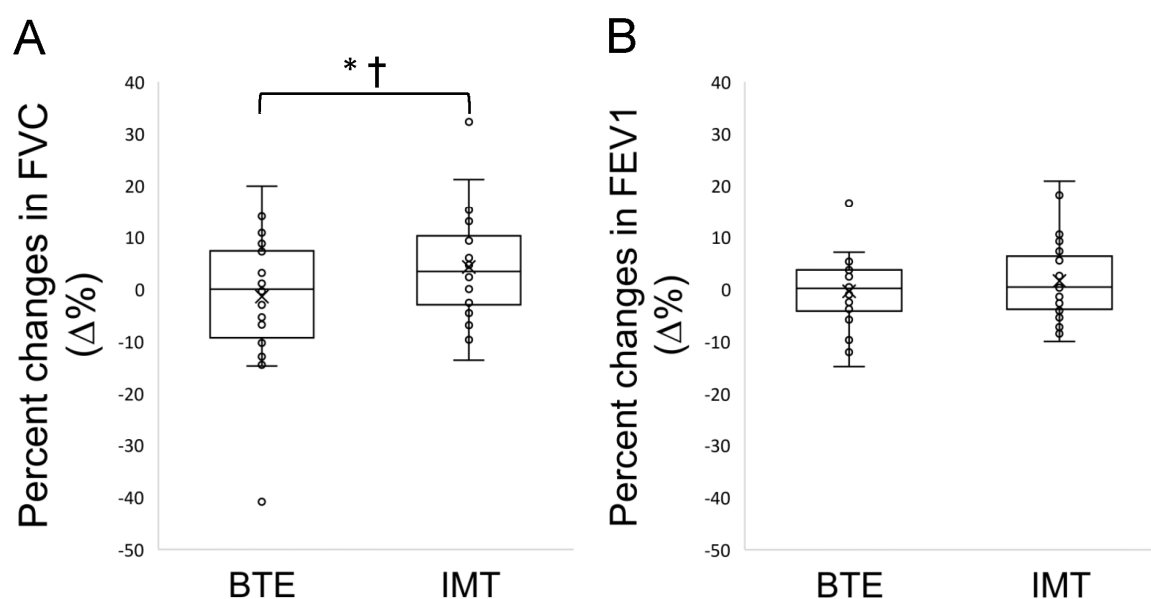 A
* †
Percent changes in FVC
(Δ%)
40
30
20
10
0
-10
-20
-30
-40
-50
BTE
IMT
B
Percent changes in FEV1
(Δ%)
40
30
20
10
0
-10
-20
-30
-40
-50
BTE
IMT